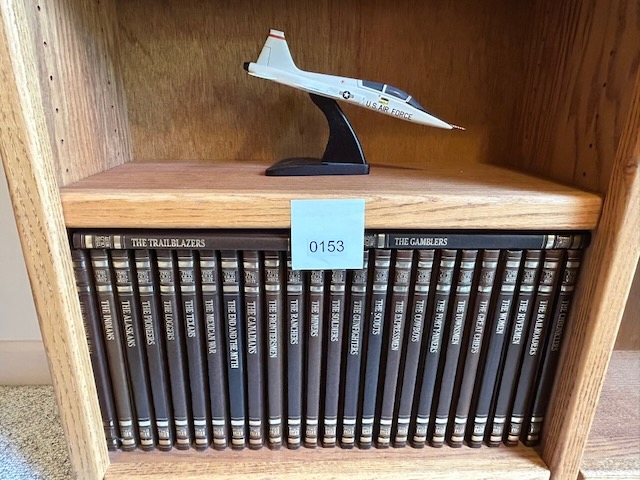 U.S. AIR FORCE
0153
THE TRAILBLAZERS
THE GAMBLERS
THE INDIANS
THE ALASKANS
THE PIONEERS
THE LOGGERS
THE TEXANS
THE MEXICAN WAR
THE END AND THE MYTH
THE CANADIANS
THE FRONTIERSMEN
THE RANCHERS
THE MINERS
THE SOLDIERS
THE GUNFIGHTERS
THE SCOUTS
THE EXPRESSMEN
THE COWBOYS
THE FORTYNINERS
THE TOWNSMEN
THE GREAT CHIEFS
THE WOMEN
THE RIVERMEN
THE RAILROADERS